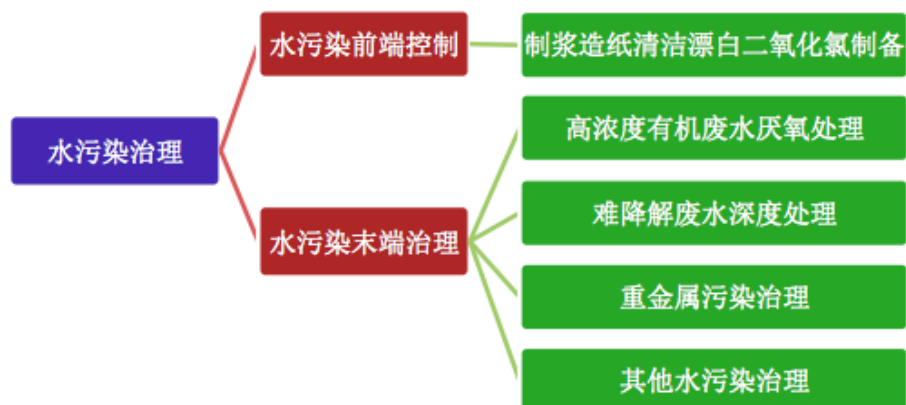 水污染前端控制
制浆造纸清洁漂白二氧化氯制备
高浓度有机废水厌氧处理
水污染治理
难降解废水深度处理
水污染末端治理
重金属污染治理
其他水污染治理